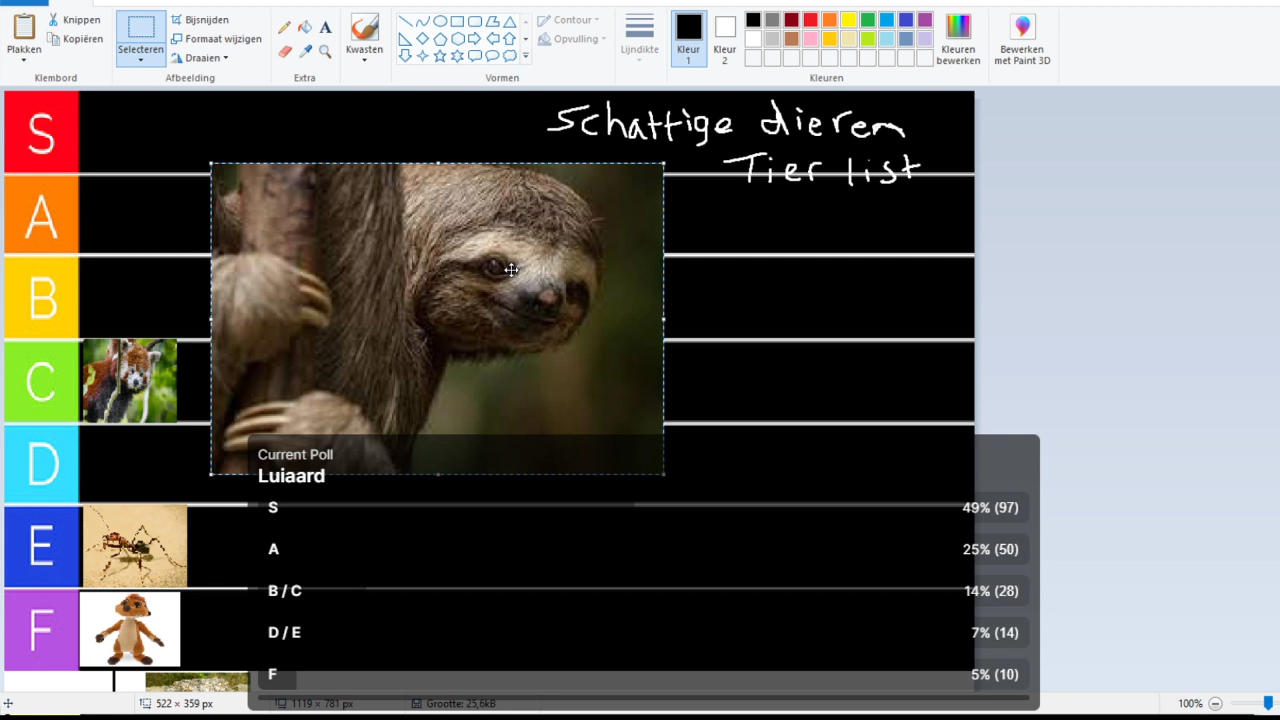 Plakken
Knippen
Kopiëren
Klembord
Selecteren
Bijsnijden
Formaat wijzigen
Draaien
Afbeelding
A
Extra
Kwasten
Vormen
Contour
Opvulling
Lijndikte
Kleur 1
Kleur 2
Kleuren
Kleuren bewerken
Bewerken met Paint 3D
Schattige dieren
Tier list
S
A
B
C
D
E
F
Current Poll
Luiaard
S 49% (97)
A 25% (50)
B / C 14% (28)
D / E 7% (14)
F 5% (10)
522 × 359 px
1119 × 781 px
Grootte: 25,6kB
100%